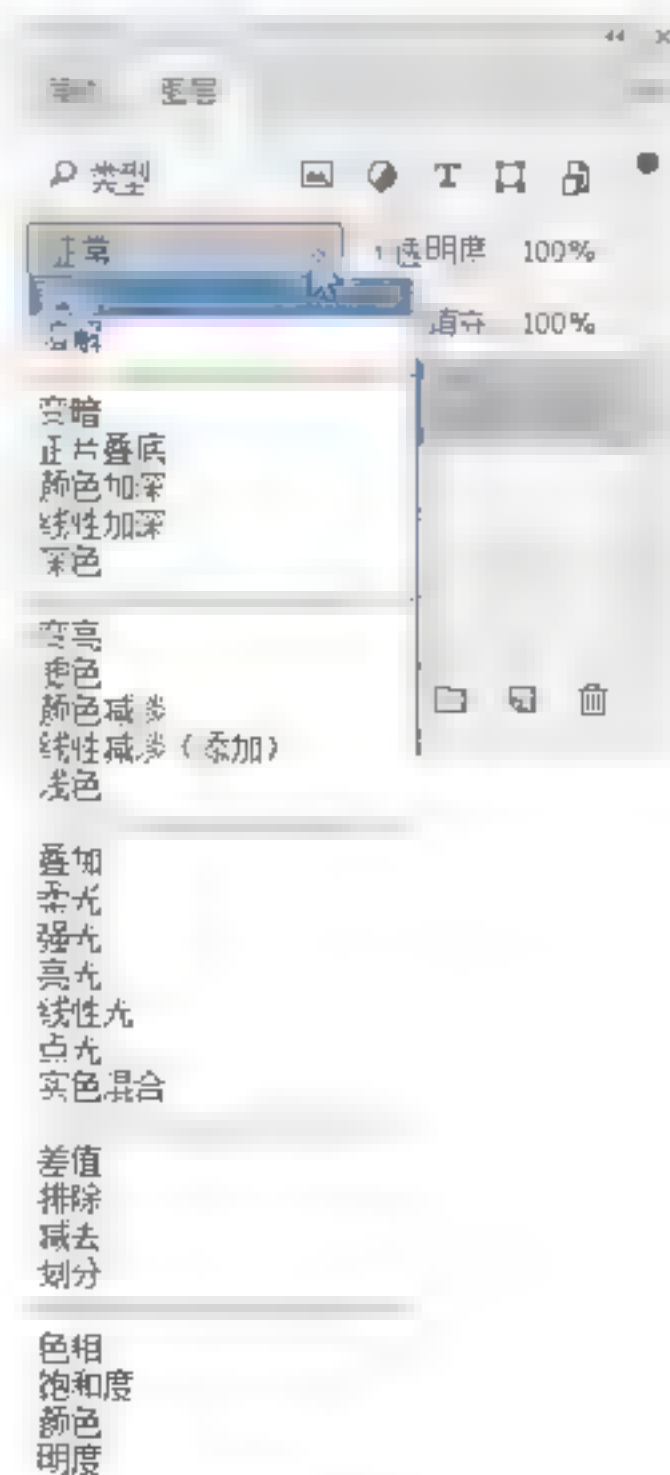 图层
类型
正常 不透明度 100%
填充 100%
溶解
变暗
正片叠底
颜色加深
线性加深
深色
变亮
滤色
颜色减淡
线性减淡（添加）
浅色
叠加
柔光
强光
亮光
线性光
点光
实色混合
差值
排除
减去
划分
色相
饱和度
颜色
明度